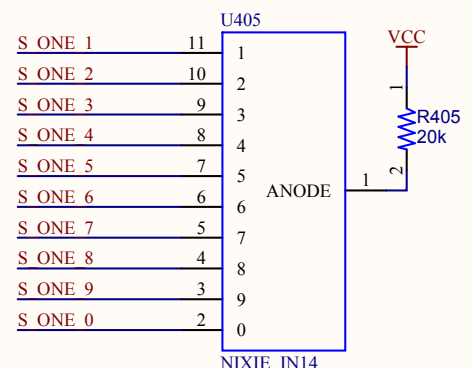 U405
VCC
S_ONE_1 11 1
S_ONE_2 10 2
S_ONE_3 9 3
S_ONE_4 8 4
S_ONE_5 7 5
S_ONE_6 6 6
S_ONE_7 5 7
S_ONE_8 4 8
S_ONE_9 3 9
S_ONE_0 2 0
ANODE 1
1
R405
20k
2
NIXIE_IN14